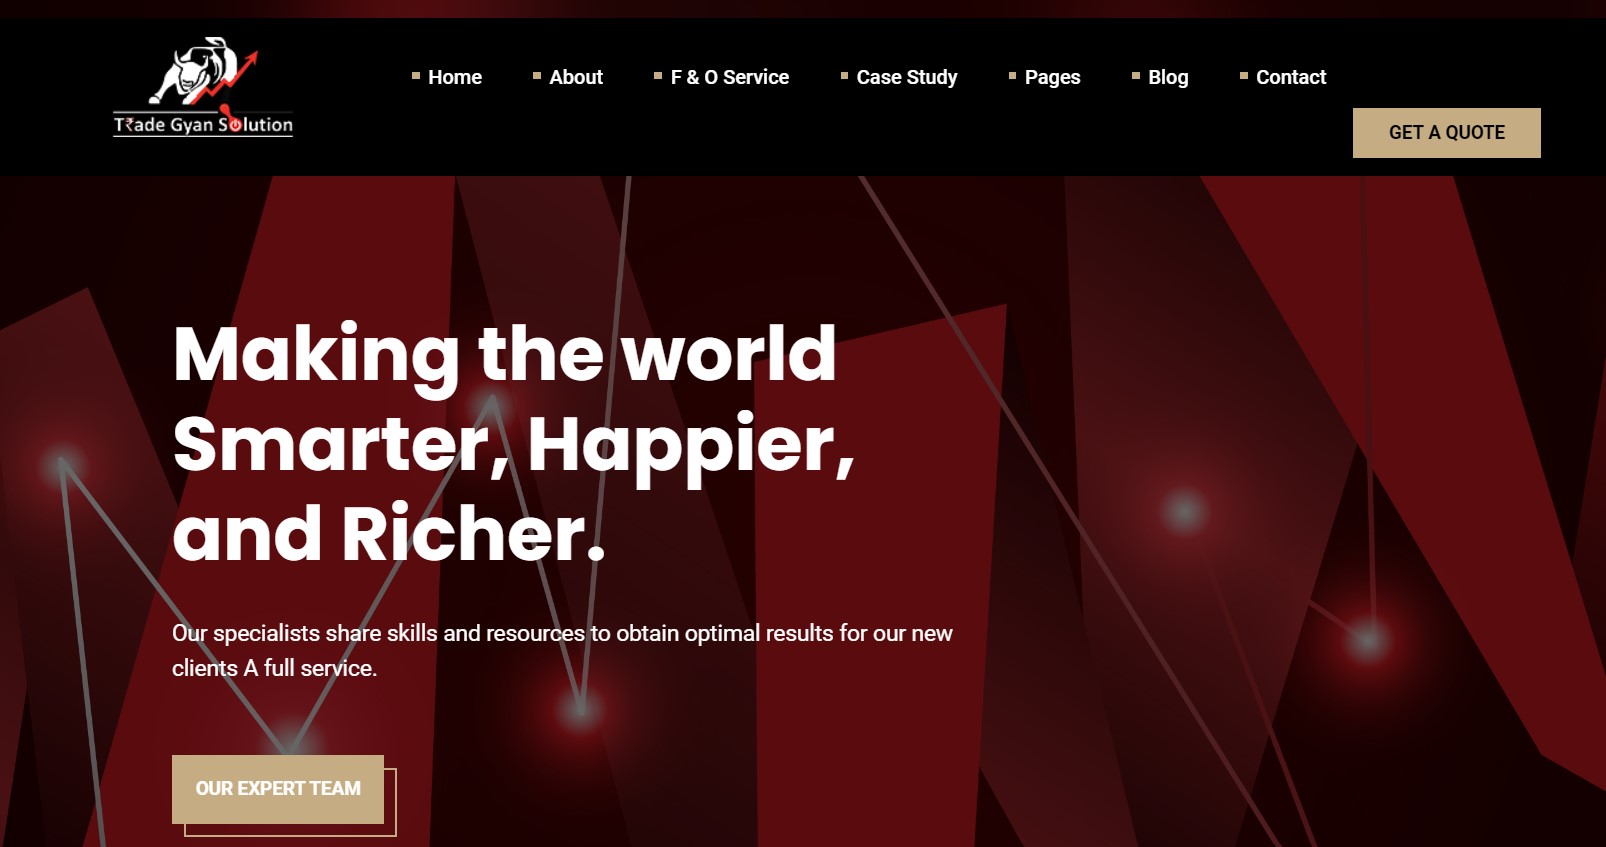 T₹ade Gyan Solution
Home About F & O Service Case Study Pages Blog Contact
GET A QUOTE
Making the world
Smarter, Happier,
and Richer.
Our specialists share skills and resources to obtain optimal results for our new
clients A full service.
OUR EXPERT TEAM